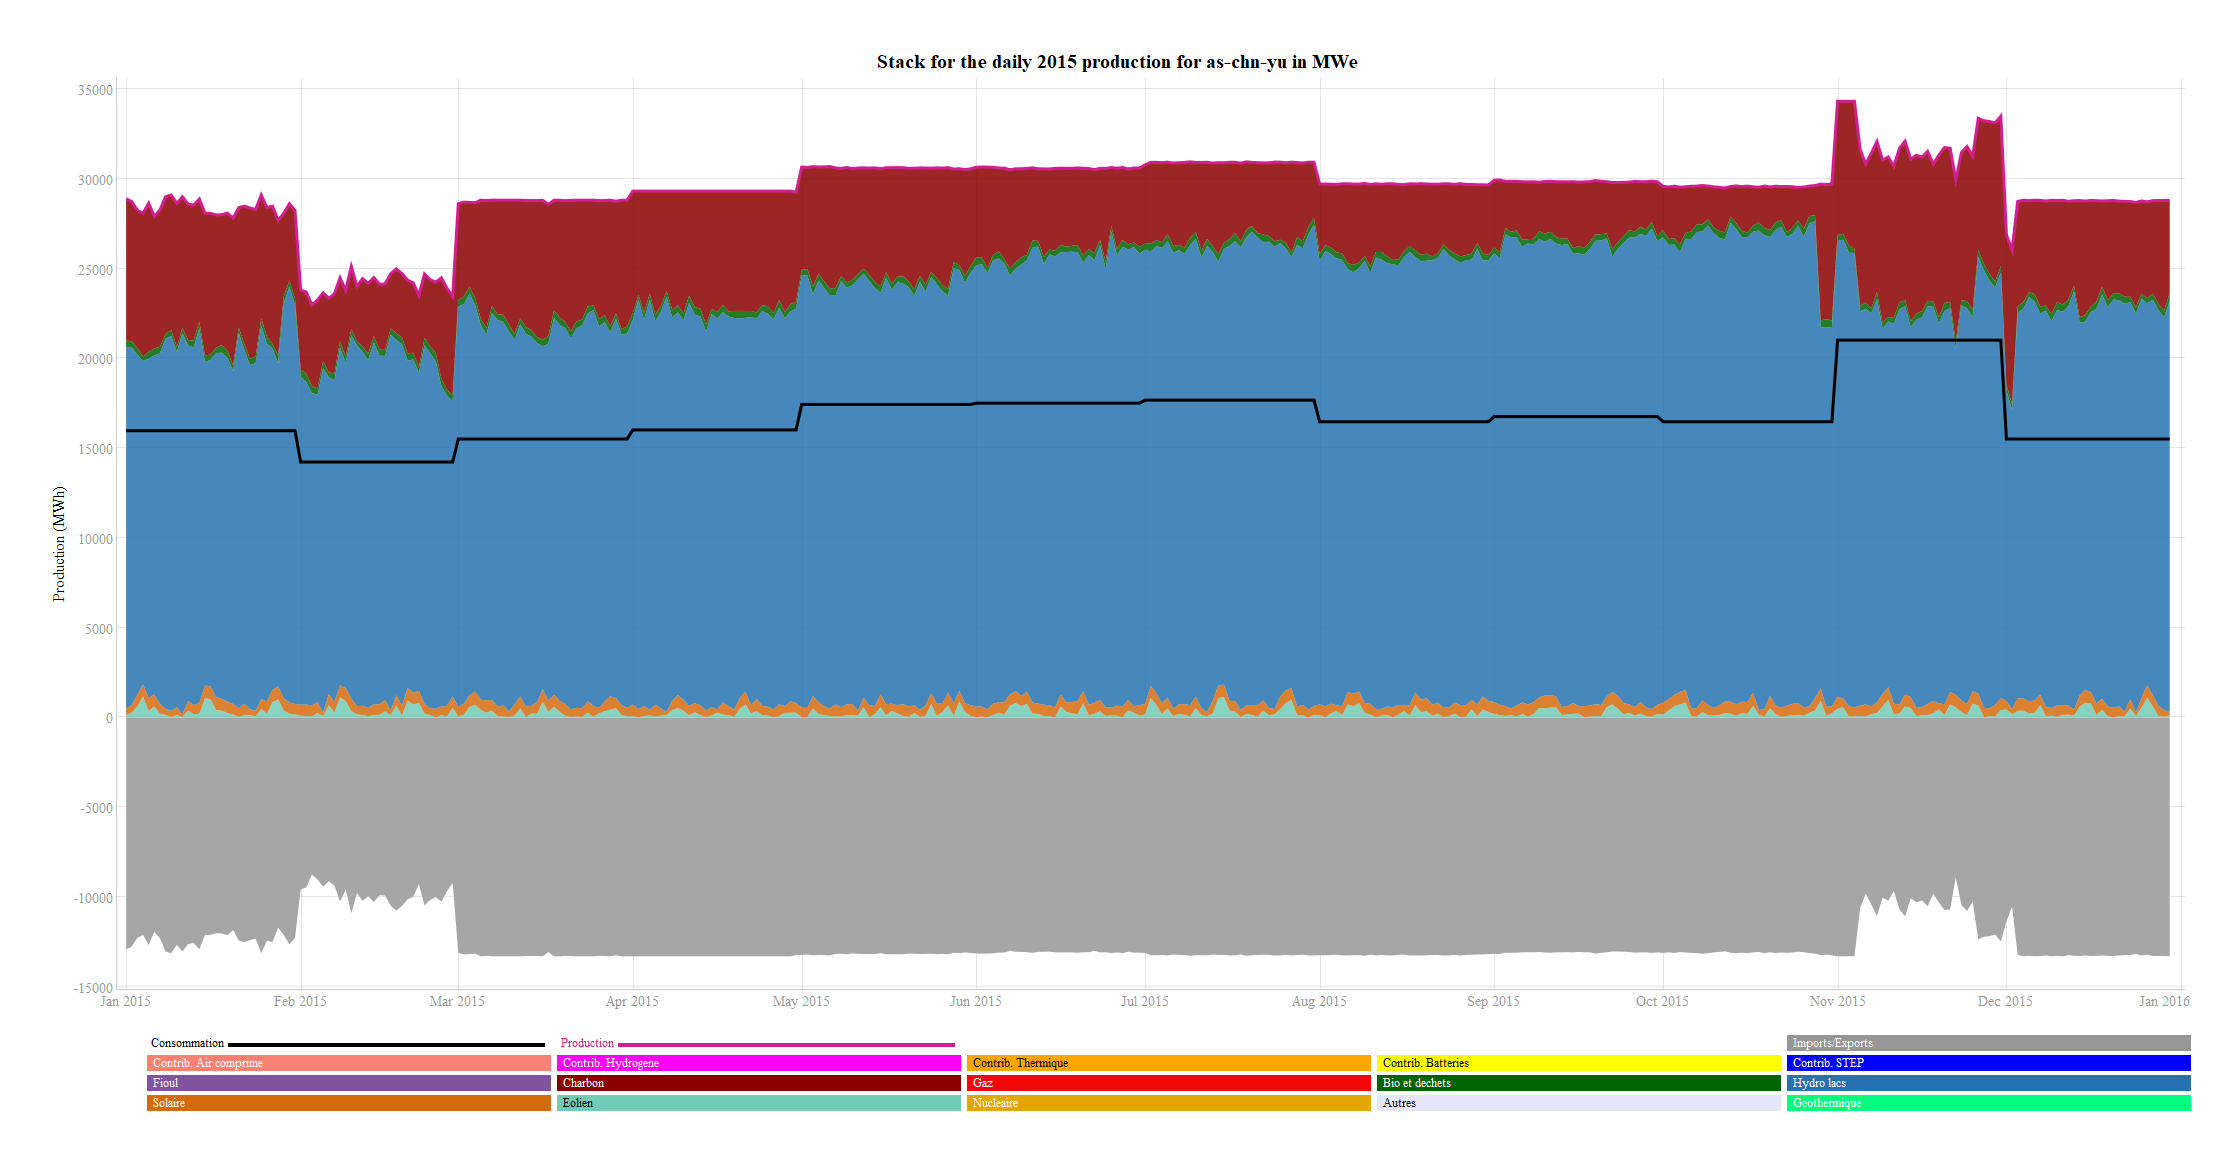 Stack for the daily 2015 production for as-chn-yu in MWe
35000
30000
25000
20000
15000
10000
5000
0
-5000
-10000
-15000
Production (MWh)
Jan 2015 Feb 2015 Mar 2015 Apr 2015 May 2015 Jun 2015 Jul 2015 Aug 2015 Sep 2015 Oct 2015 Nov 2015 Dec 2015 Jan 2016
Consommation Production Imports/Exports
Contrib. Air comprime Contrib. Hydrogene Contrib. Thermique Contrib. Batteries Contrib. STEP
Fioul Charbon Gaz Bio et dechets Hydro lacs
Solaire Eolien Nucleaire Autres Geothermique